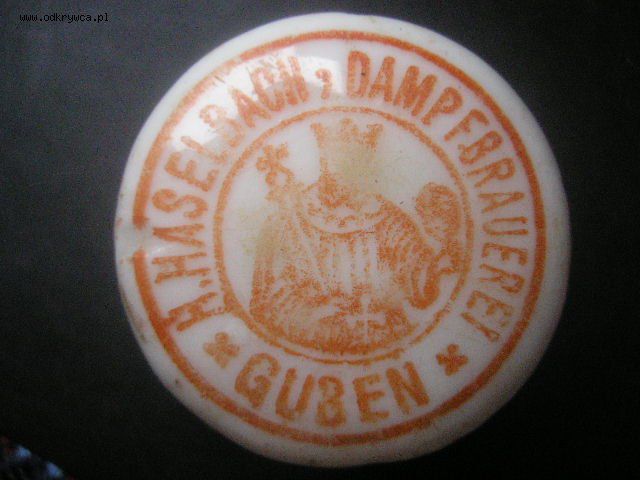 www.odkrywca.pl
H. HASELBACH, DAMPFBRAUEREI
GUBEN